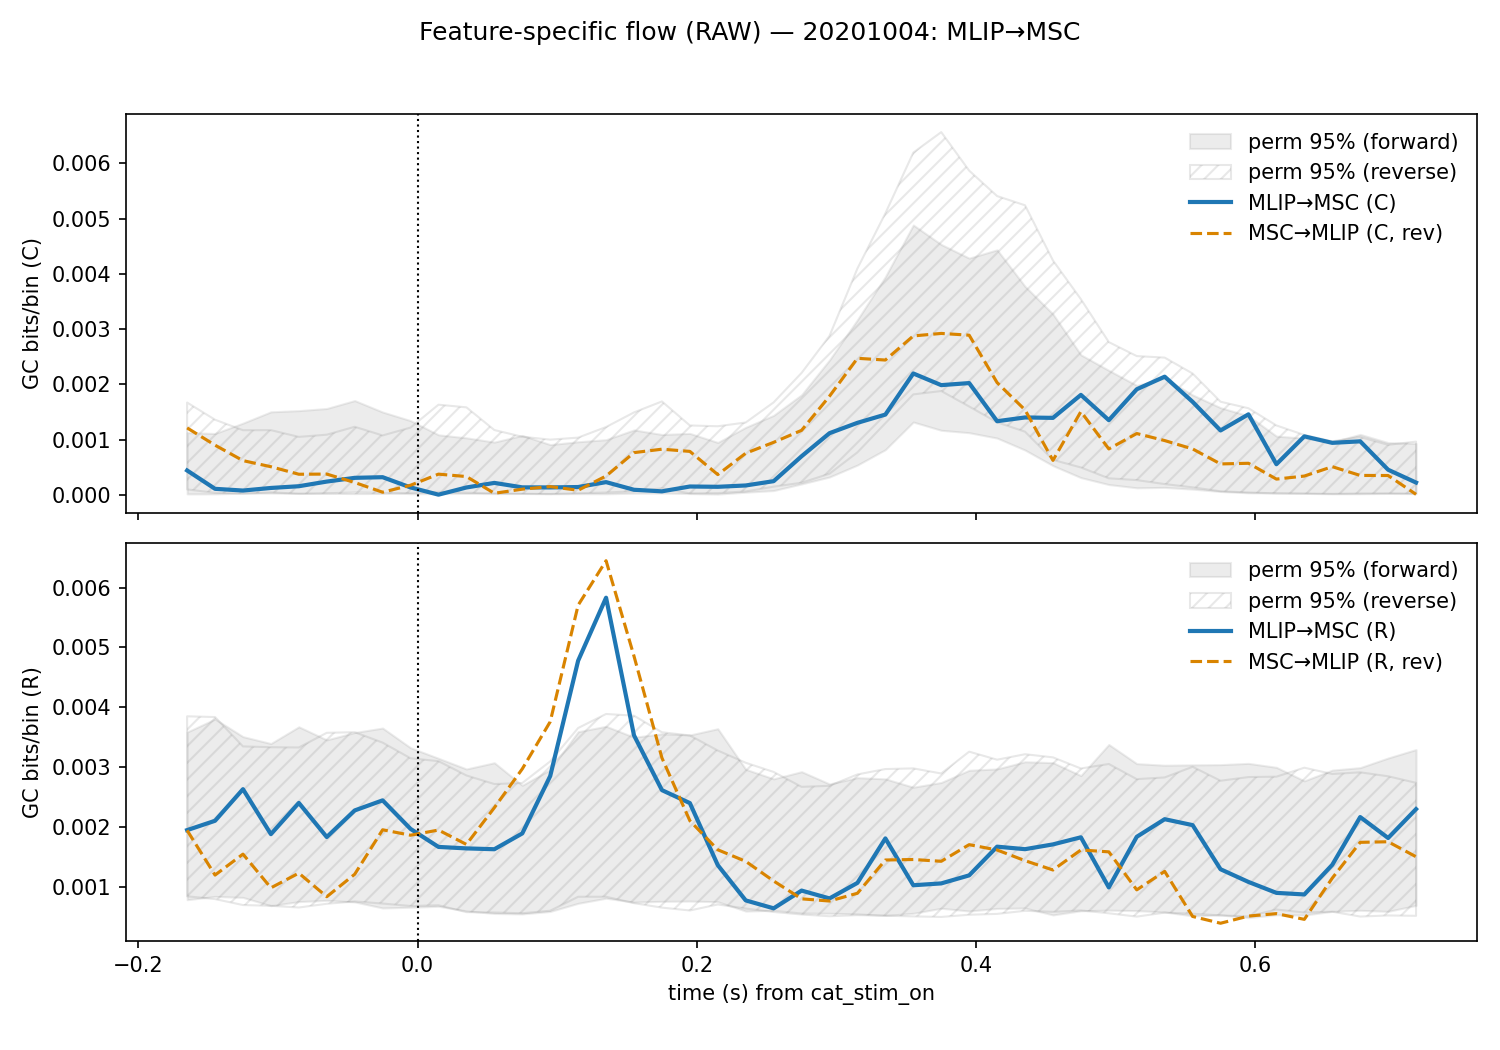 Feature-specific flow (RAW) — 20201004: MLIP→MSC
GC bits/bin (C)
0.006
0.005
0.004
0.003
0.002
0.001
0.000
perm 95% (forward)
perm 95% (reverse)
MLIP→MSC (C)
MSC→MLIP (C, rev)
GC bits/bin (R)
0.006
0.005
0.004
0.003
0.002
0.001
perm 95% (forward)
perm 95% (reverse)
MLIP→MSC (R)
MSC→MLIP (R, rev)
−0.2 0.0 0.2 0.4 0.6
time (s) from cat_stim_on